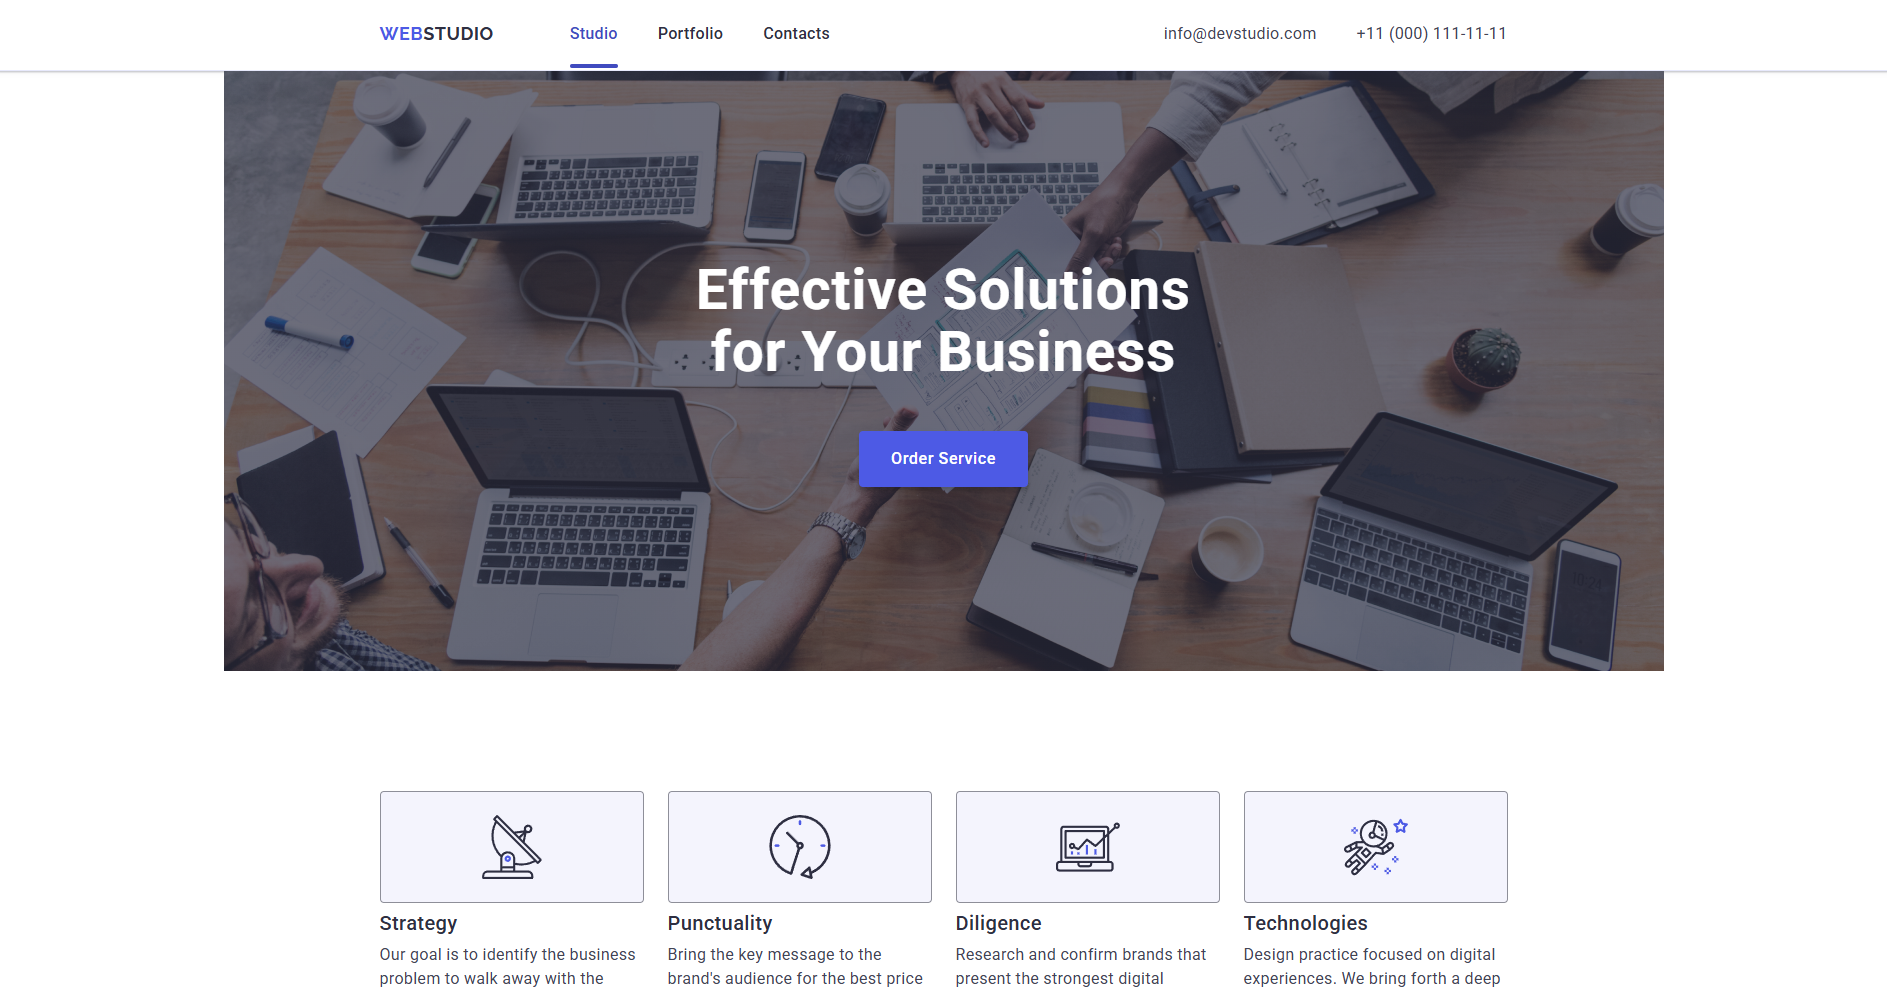 WEBSTUDIO Studio Portfolio Contacts info@devstudio.com +11 (000) 111-11-11
Effective Solutions
for Your Business
Order Service
Strategy
Our goal is to identify the business
problem to walk away with the
Punctuality
Bring the key message to the
brand's audience for the best price
Diligence
Research and confirm brands that
present the strongest digital
Technologies
Design practice focused on digital
experiences. We bring forth a deep